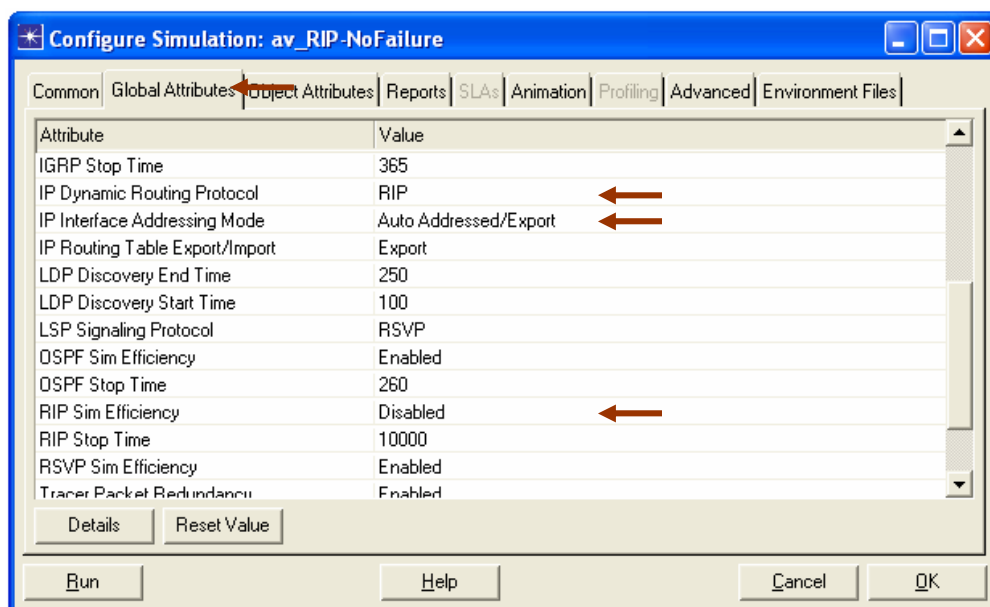 Configure Simulation: av_RIP-NoFailure
Common Global Attributes Object Attributes Reports SLAs Animation Profiling Advanced Environment Files
Attribute Value
IGRP Stop Time 365
IP Dynamic Routing Protocol RIP
IP Interface Addressing Mode Auto Addressed/Export
IP Routing Table Export/Import Export
LDP Discovery End Time 250
LDP Discovery Start Time 100
LSP Signaling Protocol RSVP
OSPF Sim Efficiency Enabled
OSPF Stop Time 260
RIP Sim Efficiency Disabled
RIP Stop Time 10000
RSVP Sim Efficiency Enabled
Tracer Packet Redundancy Enabled
Details Reset Value
Run Help Cancel OK